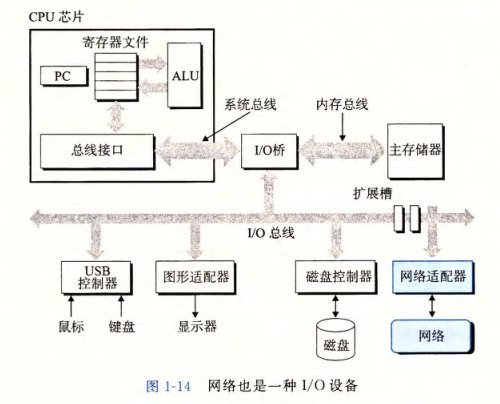 CPU 芯片
寄存器文件
PC
ALU
系统总线
内存总线
总线接口
I/O桥
主存储器
扩展槽
I/O 总线
USB
控制器
图形适配器
磁盘控制器
网络适配器
鼠标
键盘
显示器
磁盘
网络
图 1-14 网络也是一种 I/O 设备